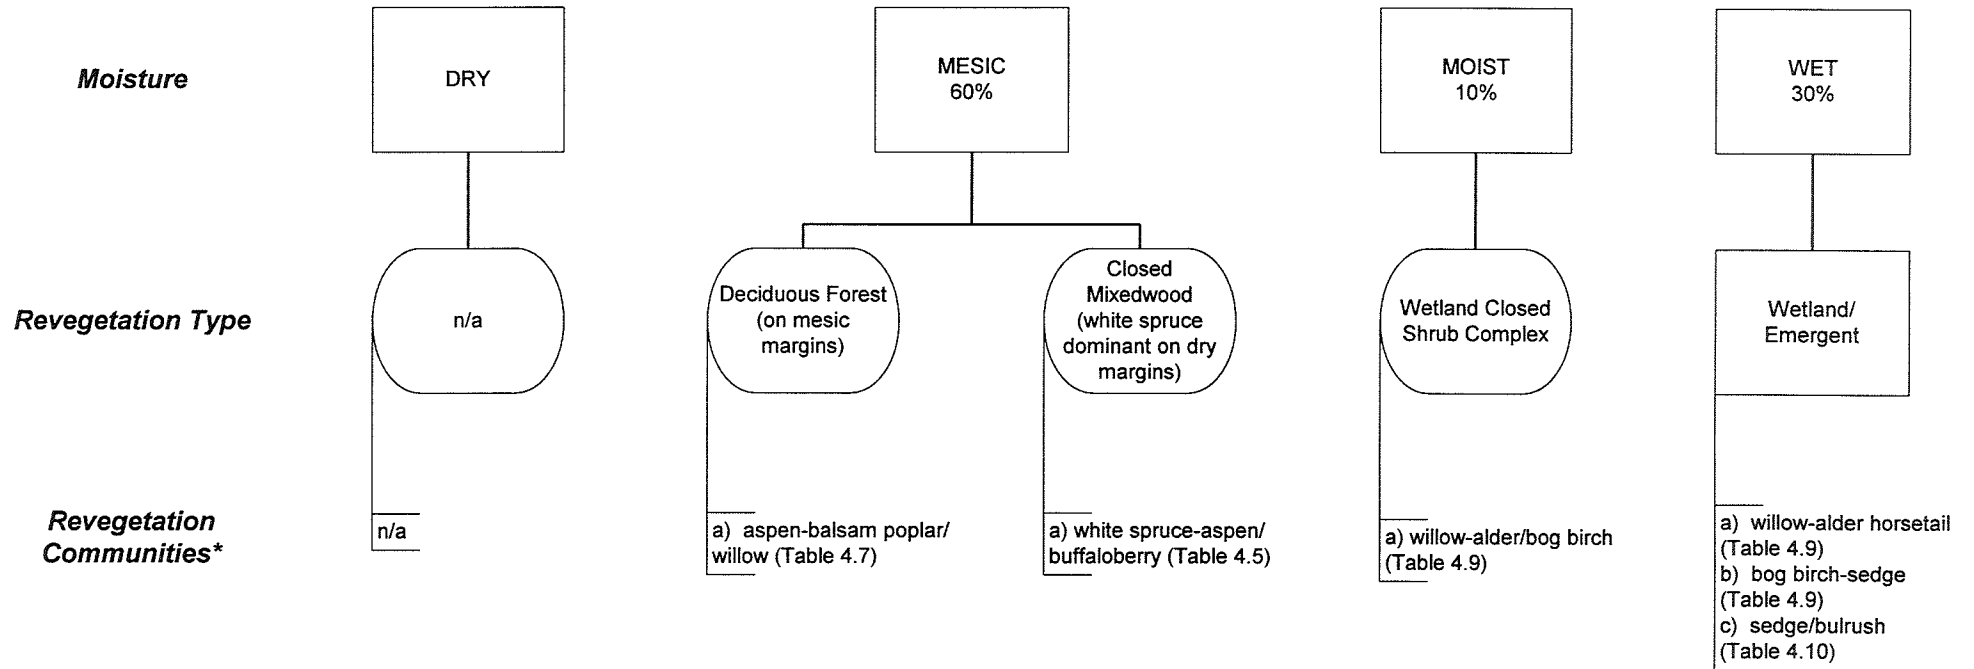 Moisture
DRY
MESIC
60%
MOIST
10%
WET
30%
Revegetation Type
n/a
Deciduous Forest
(on mesic
margins)
Closed
Mixedwood
(white spruce
dominant on dry
margins)
Wetland Closed
Shrub Complex
Wetland/
Emergent
Revegetation
Communities*
n/a
a) aspen-balsam poplar/
willow (Table 4.7)
a) white spruce-aspen/
buffaloberry (Table 4.5)
a) willow-alder/bog birch
(Table 4.9)
a) willow-alder horsetail
(Table 4.9)
b) bog birch-sedge
(Table 4.9)
c) sedge/bulrush
(Table 4.10)